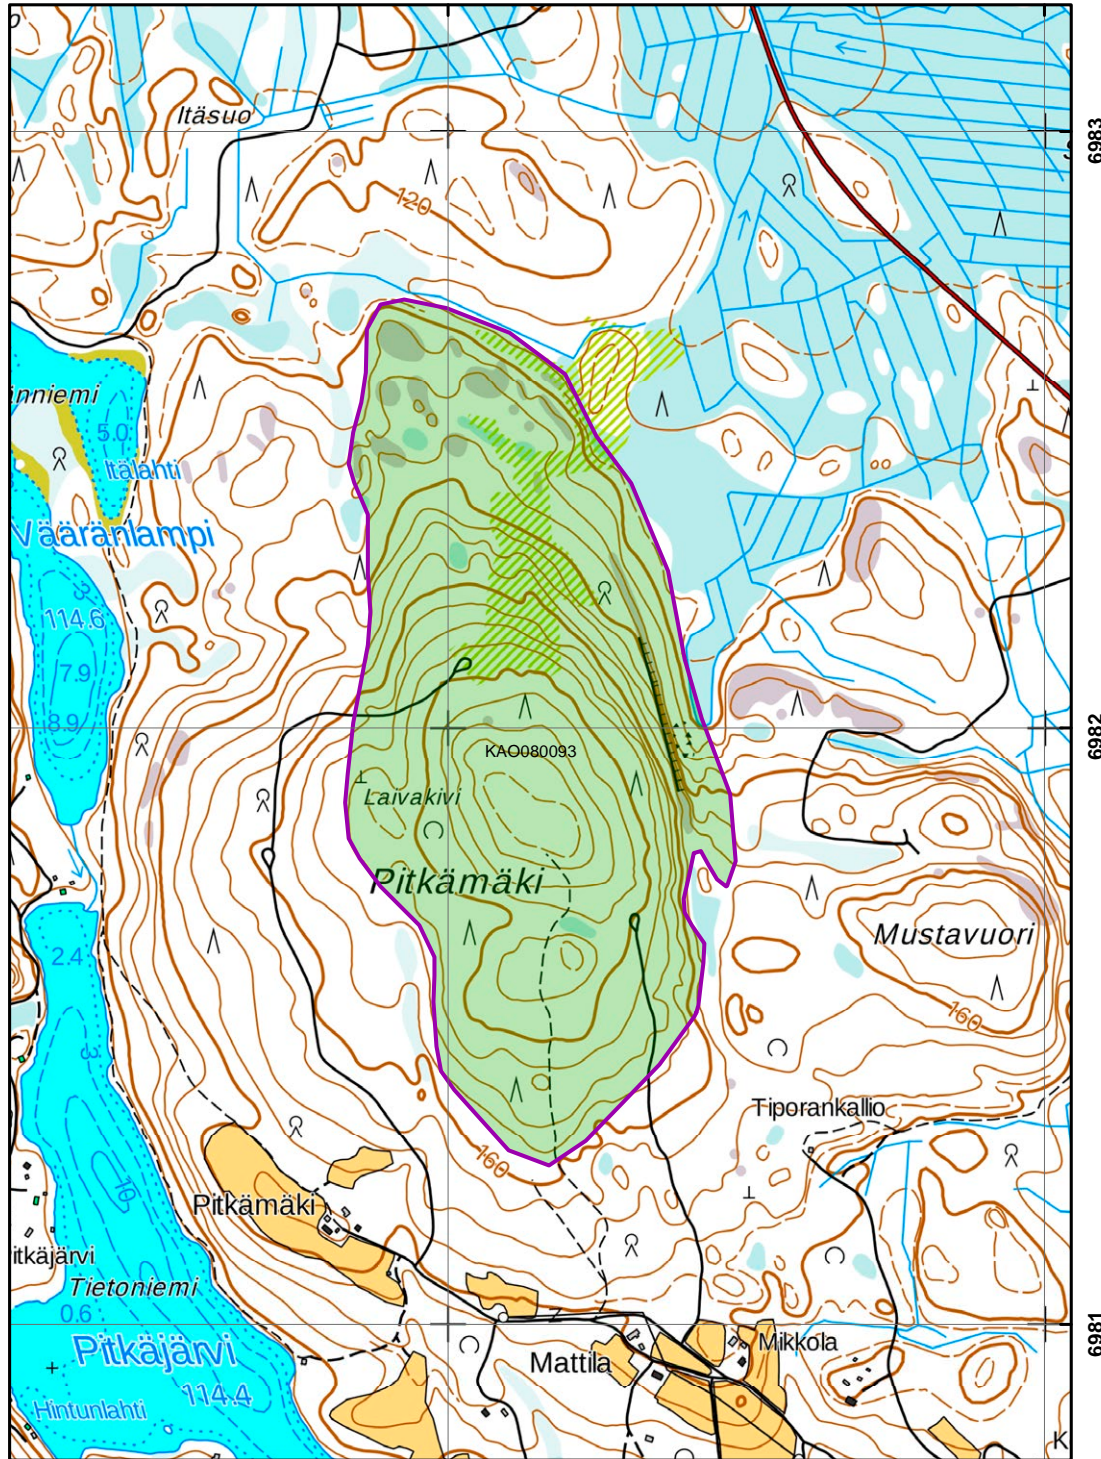 Itäsuo
6983
120
änniemi
5.0
Itälahti
Vääränlampi
3
114.6
7.9
8.9
6982
KAO080093
Laivakivi
Pitkämäki
Mustavuori
2.4
160
3
Tiporankallio
160
10
Pitkämäki
itkäjärvi
Tietoniemi
0.6
Z
6981
Pitkäjärvi
Mattila
Mikkola
114.4
Hintunlahti
K